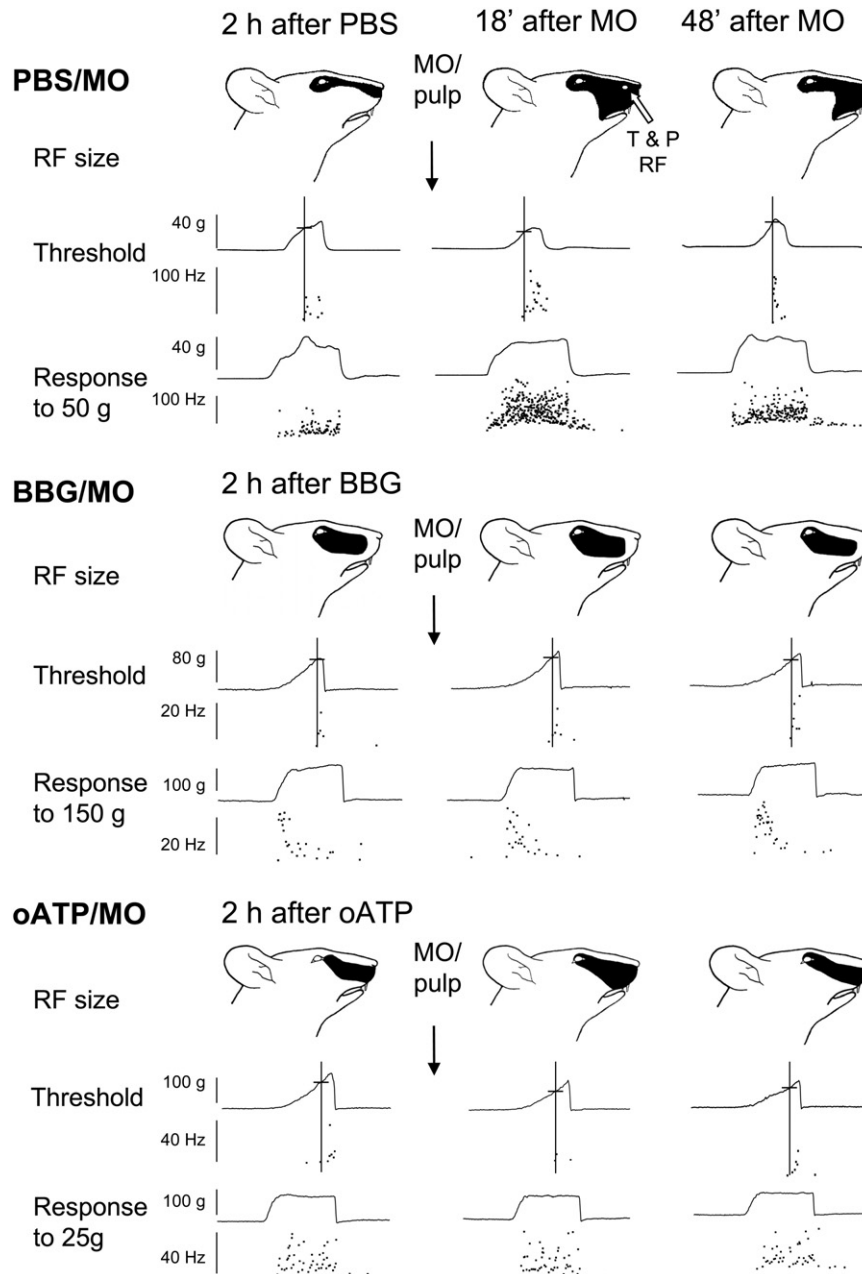 2 h after PBS
18’ after MO
48’ after MO
PBS/MO
MO/
pulp
T & P
RF
RF size
40 g
Threshold
100 Hz
40 g
Response
to 50 g
100 Hz
BBG/MO
2 h after BBG
MO/
pulp
RF size
80 g
Threshold
20 Hz
Response
to 150 g
100 g
20 Hz
oATP/MO
2 h after oATP
MO/
pulp
RF size
100 g
Threshold
40 Hz
100 g
Response
to 25g
40 Hz